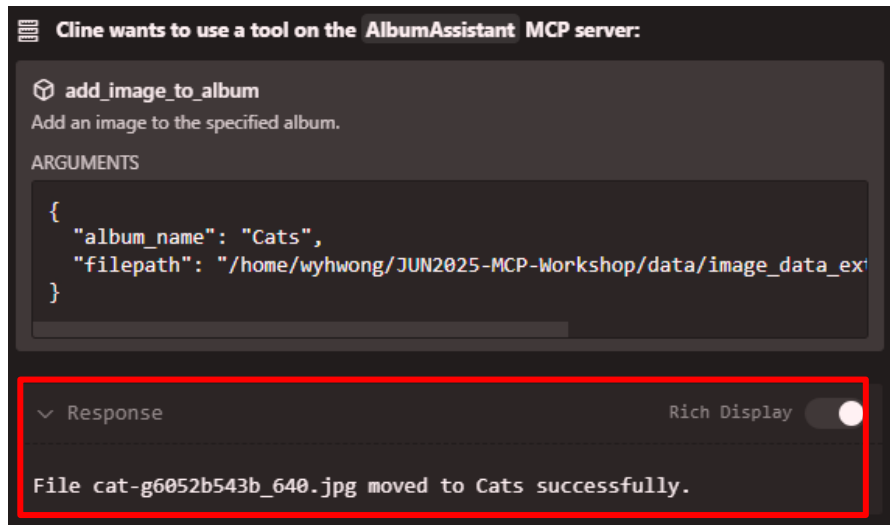 Cline wants to use a tool on the AlbumAssistant MCP server:
add_image_to_album
Add an image to the specified album.
ARGUMENTS
{
"album_name": "Cats",
"filepath": "/home/wyhwong/JUN2025-MCP-Workshop/data/image_data_ext
}
Response Rich Display
File cat-g6052b543b_640.jpg moved to Cats successfully.